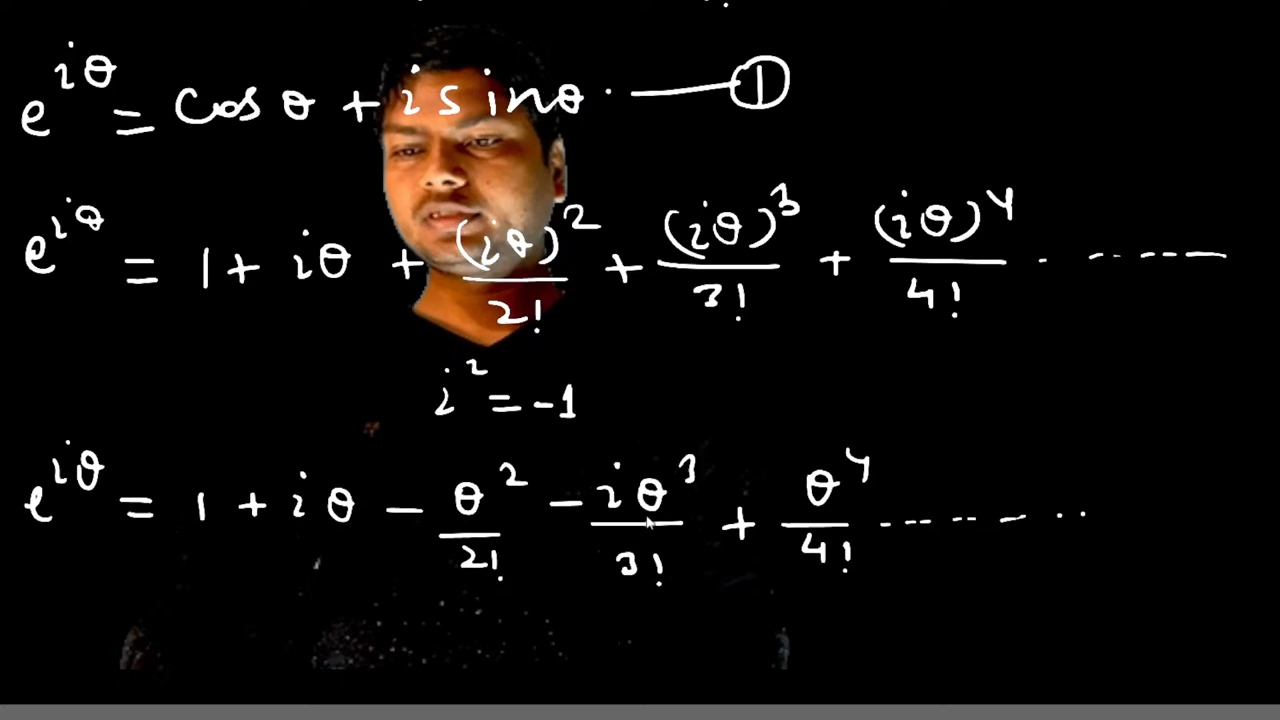 e^{iθ} = cos θ + i sinθ. —— ①
e^{iθ} = 1 + iθ + (iθ)^2/2! + (iθ)^3/3! + (iθ)^4/4! . - ------
i^2 = -1
e^{iθ} = 1 + iθ - θ^2/2! - iθ^3/3! + θ^4/4! ------- ..